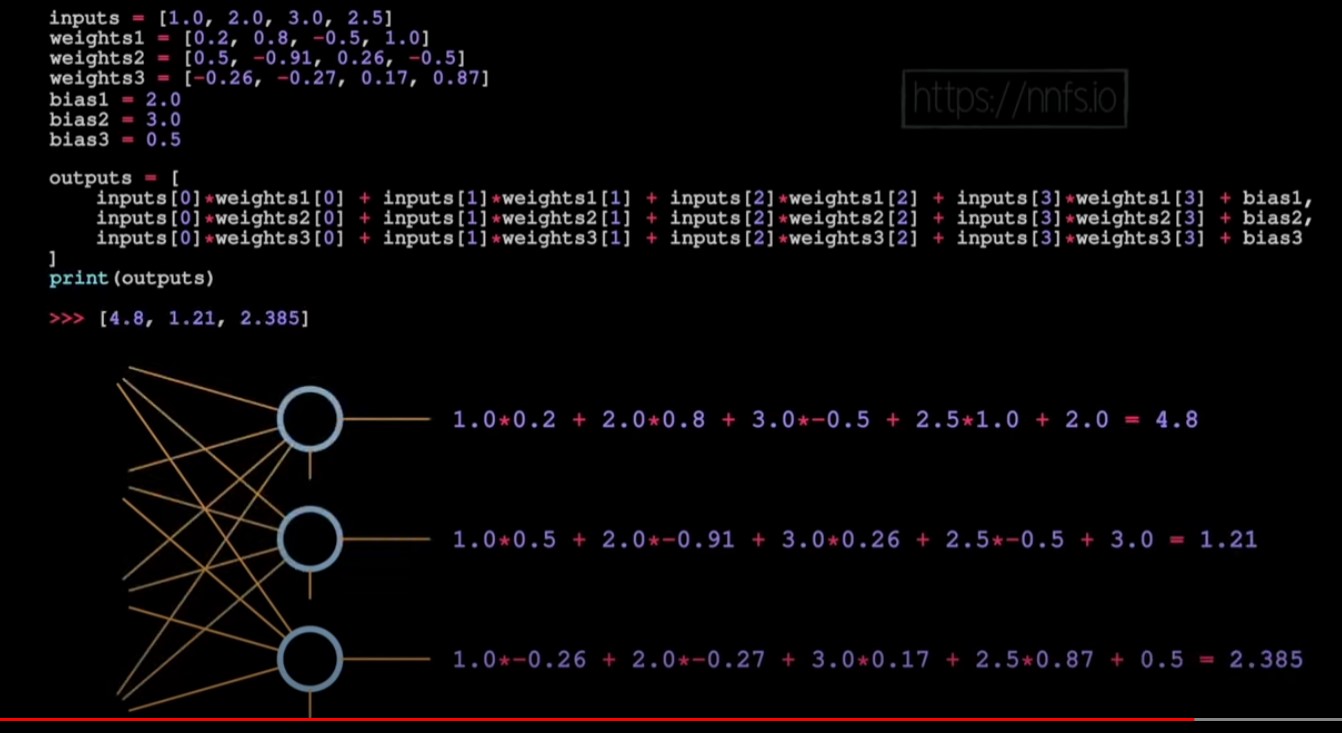 inputs = [1.0, 2.0, 3.0, 2.5]
weights1 = [0.2, 0.8, -0.5, 1.0]
weights2 = [0.5, -0.91, 0.26, -0.5]
weights3 = [-0.26, -0.27, 0.17, 0.87]
https://nnfs.io
bias1 = 2.0
bias2 = 3.0
bias3 = 0.5
outputs = [
inputs[0]*weights1[0] + inputs[1]*weights1[1] + inputs[2]*weights1[2] + inputs[3]*weights1[3] + bias1,
inputs[0]*weights2[0] + inputs[1]*weights2[1] + inputs[2]*weights2[2] + inputs[3]*weights2[3] + bias2,
inputs[0]*weights3[0] + inputs[1]*weights3[1] + inputs[2]*weights3[2] + inputs[3]*weights3[3] + bias3
]
print(outputs)
>>> [4.8, 1.21, 2.385]
1.0*0.2 + 2.0*0.8 + 3.0*-0.5 + 2.5*1.0 + 2.0 = 4.8
1.0*0.5 + 2.0*-0.91 + 3.0*0.26 + 2.5*-0.5 + 3.0 = 1.21
1.0*-0.26 + 2.0*-0.27 + 3.0*0.17 + 2.5*0.87 + 0.5 = 2.385